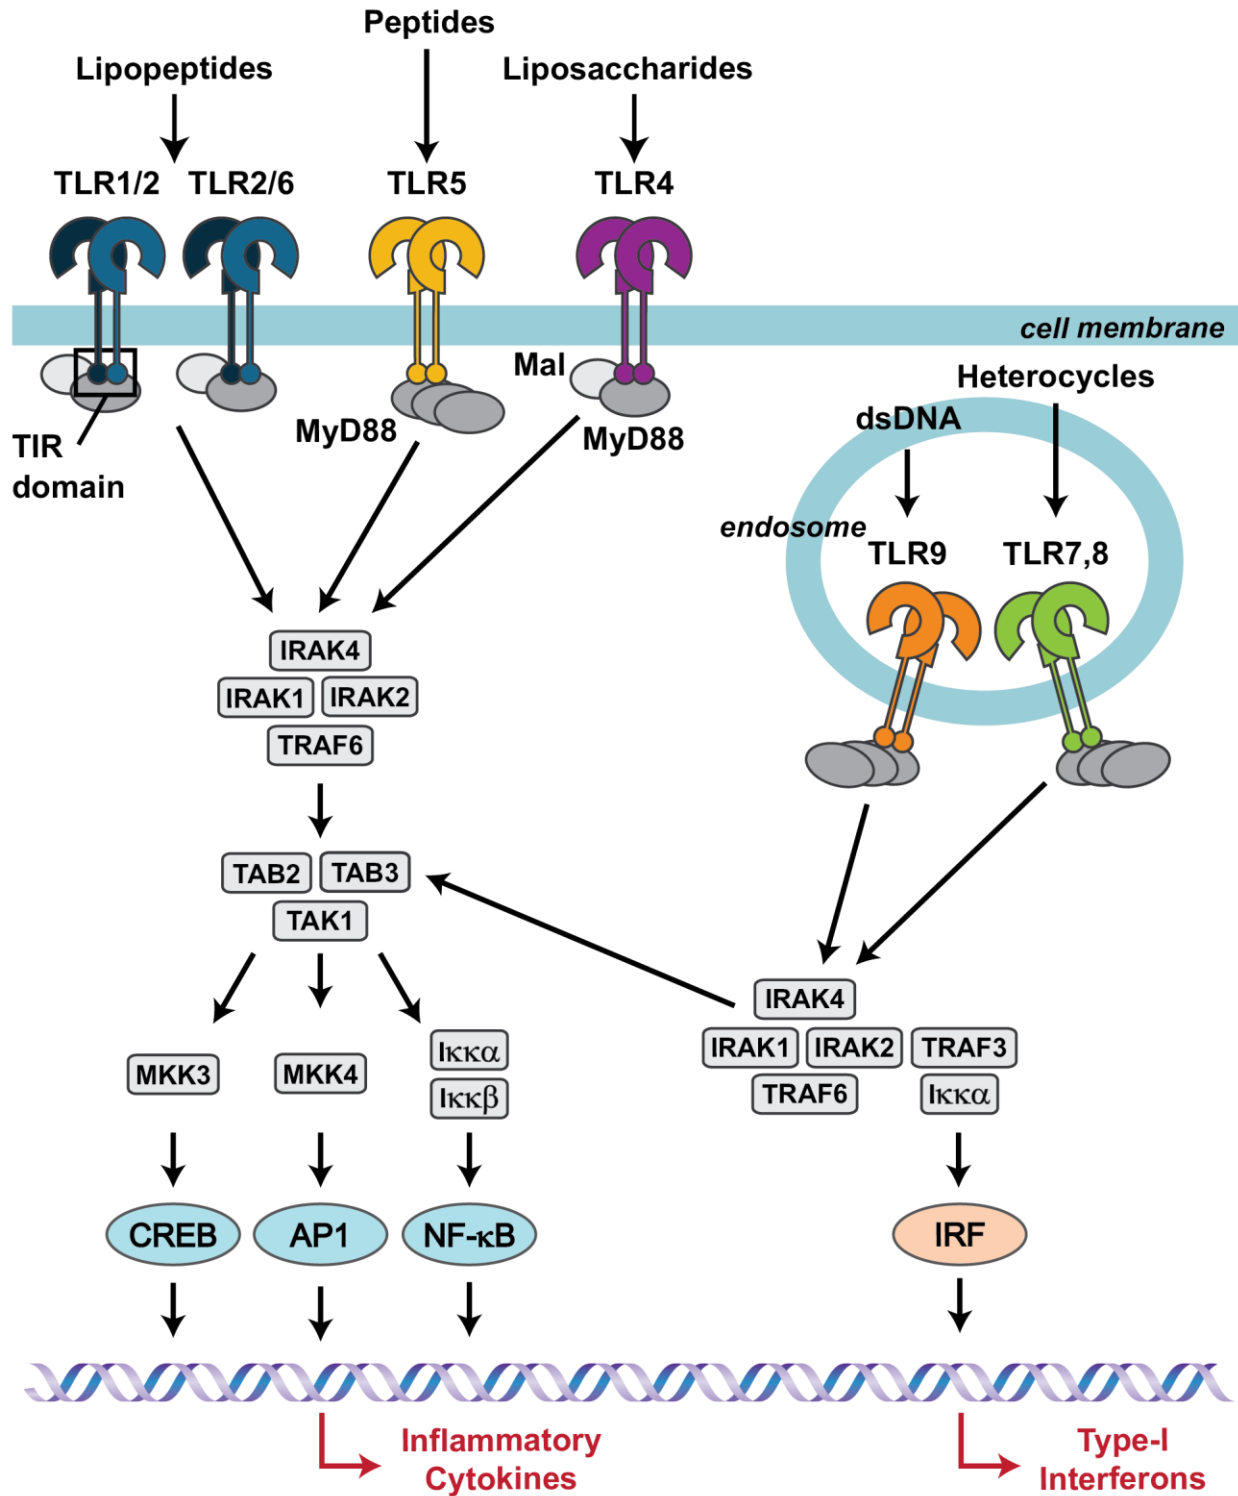 Peptides
Lipopeptides
Liposaccharides
TLR1/2
TLR2/6
TLR5
TLR4
cell membrane
Mal
Heterocycles
dsDNA
MyD88
MyD88
TIR
domain
endosome
TLR9
TLR7,8
IRAK4
IRAK1
IRAK2
TRAF6
TAB2
TAB3
TAK1
IRAK4
IRAK1
IRAK2
TRAF3
TRAF6
Iκκα
MKK3
MKK4
Iκκα
Iκκβ
CREB
AP1
NF-κB
IRF
Inflammatory
Cytokines
Type-I
Interferons